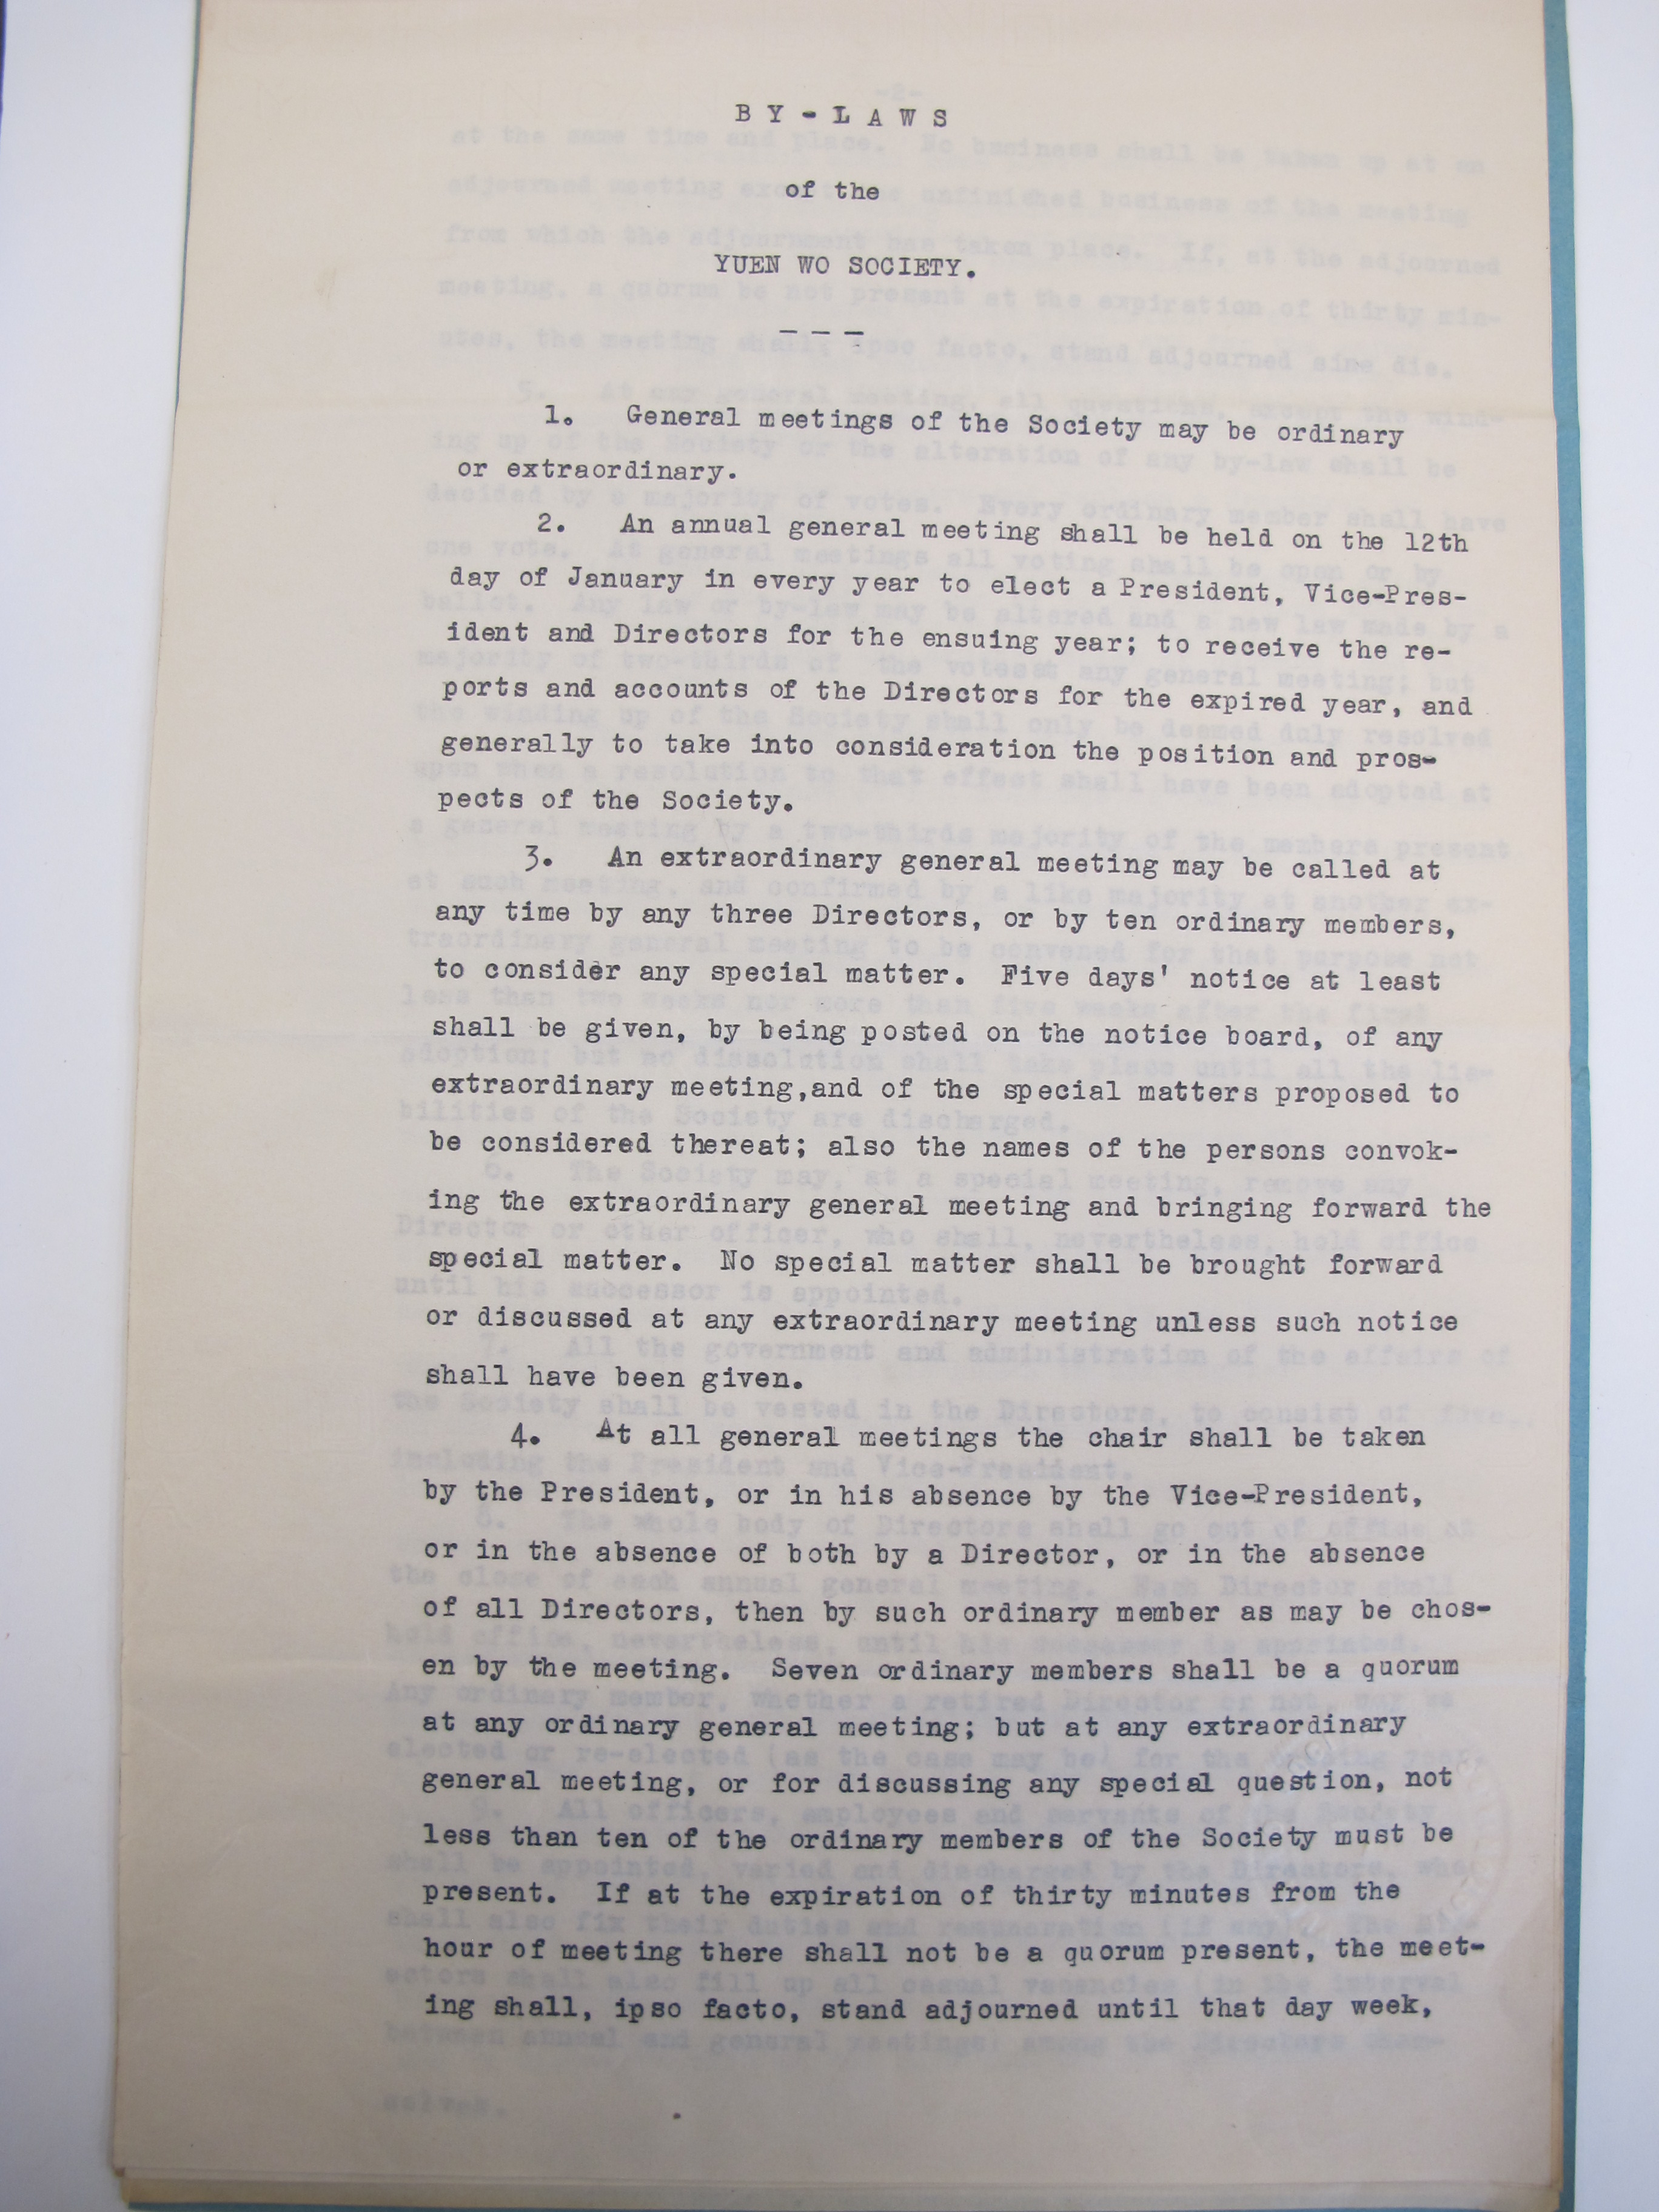 BY-LAWS
of the
YUEN WO SOCIETY.
---
1. General meetings of the Society may be ordinary
or extraordinary.
2. An annual general meeting shall be held on the 12th
day of January in every year to elect a President, Vice-Pres-
ident and Directors for the ensuing year; to receive the re-
ports and accounts of the Directors for the expired year, and
generally to take into consideration the position and pros-
pects of the Society.
3. An extraordinary general meeting may be called at
any time by any three Directors, or by ten ordinary members,
to consider any special matter. Five days' notice at least
shall be given, by being posted on the notice board, of any
extraordinary meeting,and of the special matters proposed to
be considered thereat; also the names of the persons convok-
ing the extraordinary general meeting and bringing forward the
special matter. No special matter shall be brought forward
or discussed at any extraordinary meeting unless such notice
shall have been given.
4. At all general meetings the chair shall be taken
by the President, or in his absence by the Vice-President,
or in the absence of both by a Director, or in the absence
of all Directors, then by such ordinary member as may be chos-
en by the meeting. Seven ordinary members shall be a quorum
at any ordinary general meeting; but at any extraordinary
general meeting, or for discussing any special question, not
less than ten of the ordinary members of the Society must be
present. If at the expiration of thirty minutes from the
hour of meeting there shall not be a quorum present, the meet-
ing shall, ipso facto, stand adjourned until that day week,